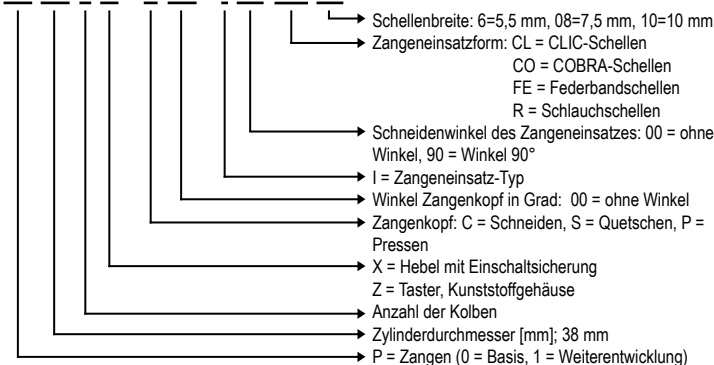 Schellenbreite: 6=5,5 mm, 08=7,5 mm, 10=10 mm
Zangeneinsatzform: CL = CLIC-Schellen
CO = COBRA-Schellen
FE = Federbandschellen
R = Schlauchschellen
Schneidenwinkel des Zangeneinsatzes: 00 = ohne
Winkel, 90 = Winkel 90°
I = Zangeneinsatz-Typ
Winkel Zangenkopf in Grad: 00 = ohne Winkel
Zangenkopf: C = Schneiden, S = Quetschen, P =
Pressen
X = Hebel mit Einschaltsicherung
Z = Taster, Kunststoffgehäuse
Anzahl der Kolben
Zylinderdurchmesser [mm]; 38 mm
P = Zangen (0 = Basis, 1 = Weiterentwicklung)